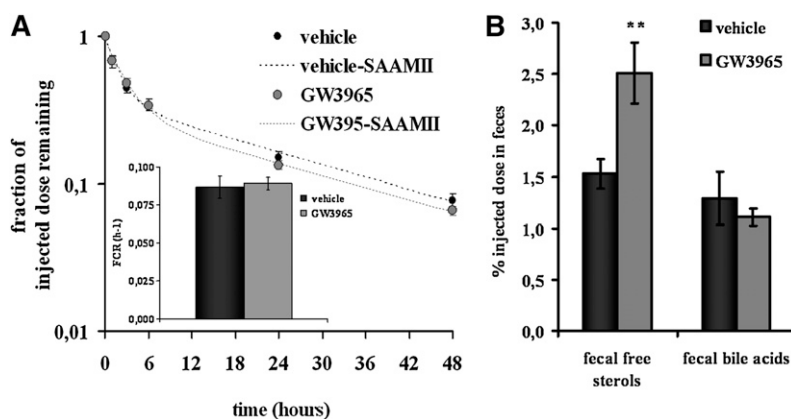 A
fraction of
injected dose remaining
1
0,1
0,01
vehicle
vehicle-SAAMII
GW3965
GW395-SAAMII
FCR (h-1)
0,100
0,075
0,050
0,025
0,000
vehicle
GW3965
0 6 12 18 24 30 36 42 48
time (hours)
B
% injected dose in feces
3,0
2,5
2,0
1,5
1,0
0,5
0,0
**
vehicle
GW3965
fecal free
sterols
fecal bile acids